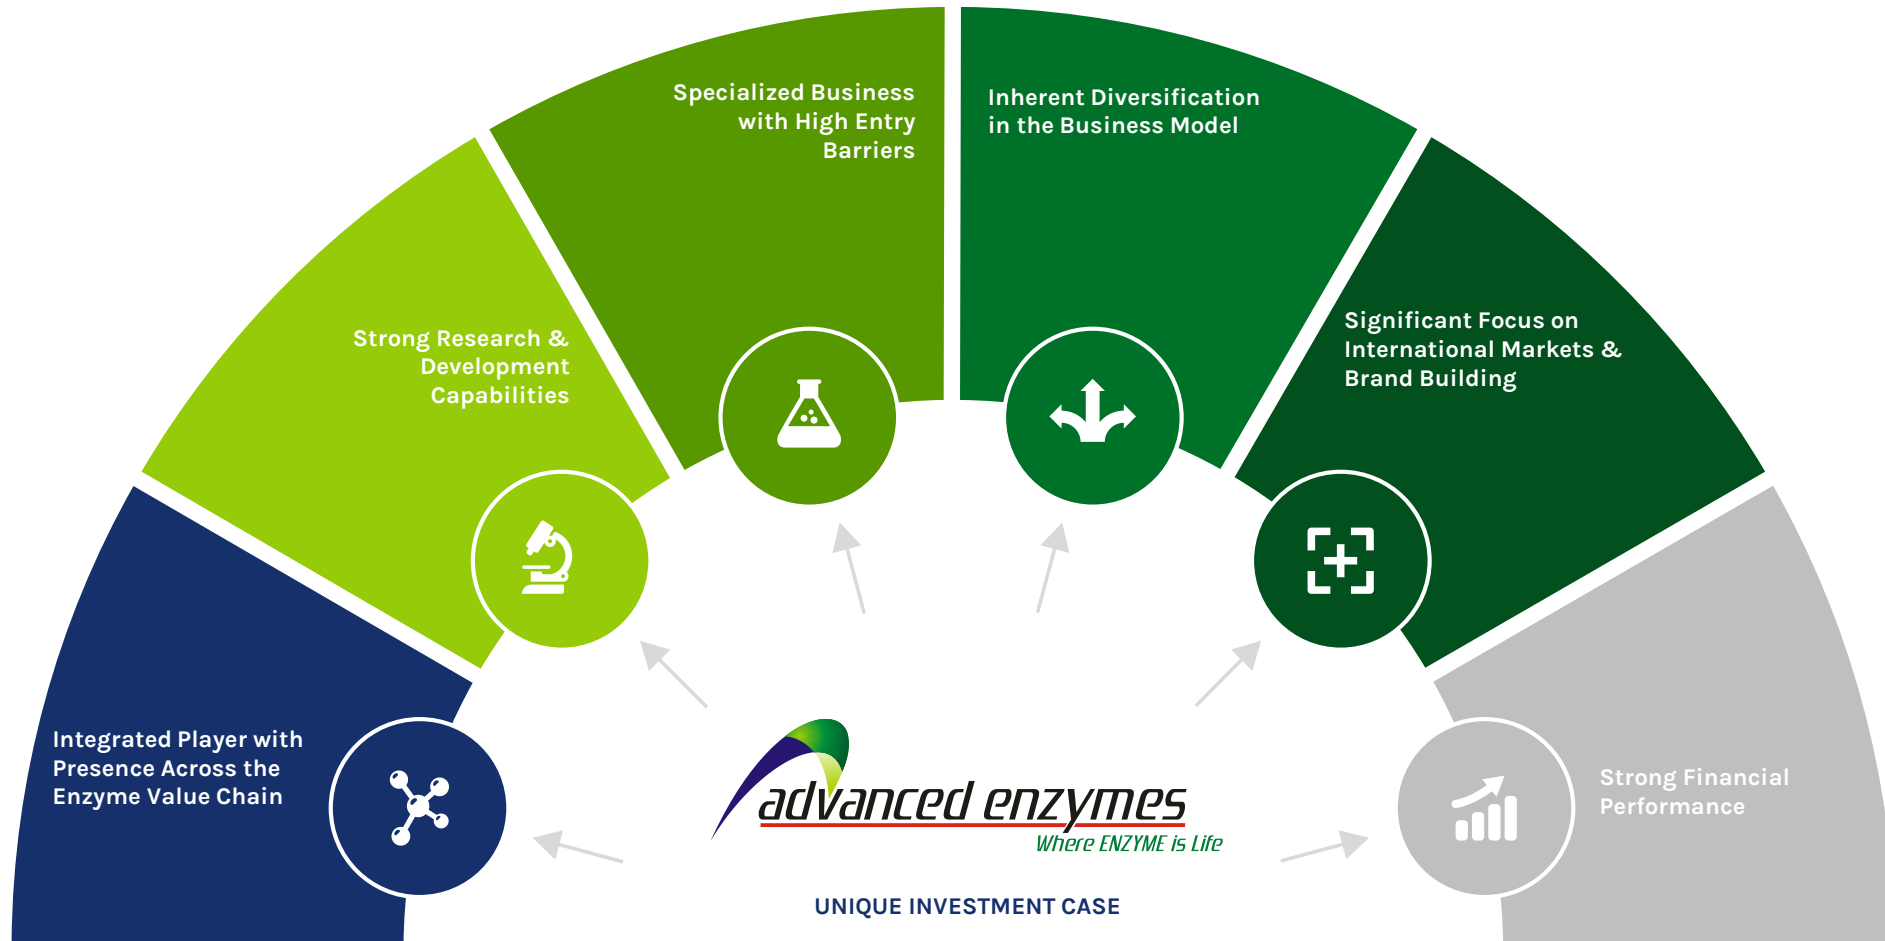 Specialized Business
with High Entry
Barriers
Inherent Diversification
in the Business Model
Strong Research &
Development
Capabilities
Significant Focus on
International Markets &
Brand Building
Integrated Player with
Presence Across the
Enzyme Value Chain
Strong Financial
Performance
advanced enzymes
Where ENZYME is Life
UNIQUE INVESTMENT CASE